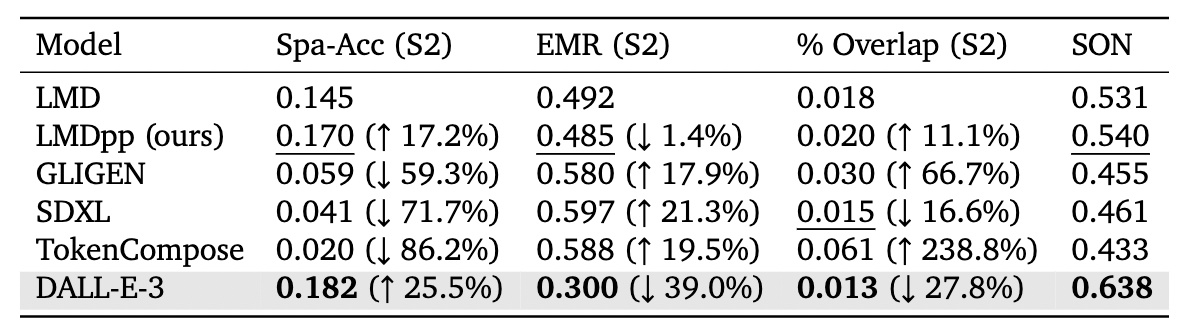 Model Spa-Acc (S2) EMR (S2) % Overlap (S2) SON
LMD 0.145 0.492 0.018 0.531
LMDpp (ours) 0.170 (↑ 17.2%) 0.485 (↓ 1.4%) 0.020 (↑ 11.1%) 0.540
GLIGEN 0.059 (↓ 59.3%) 0.580 (↑ 17.9%) 0.030 (↑ 66.7%) 0.455
SDXL 0.041 (↓ 71.7%) 0.597 (↑ 21.3%) 0.015 (↓ 16.6%) 0.461
TokenCompose 0.020 (↓ 86.2%) 0.588 (↑ 19.5%) 0.061 (↑ 238.8%) 0.433
DALL-E-3 0.182 (↑ 25.5%) 0.300 (↓ 39.0%) 0.013 (↓ 27.8%) 0.638